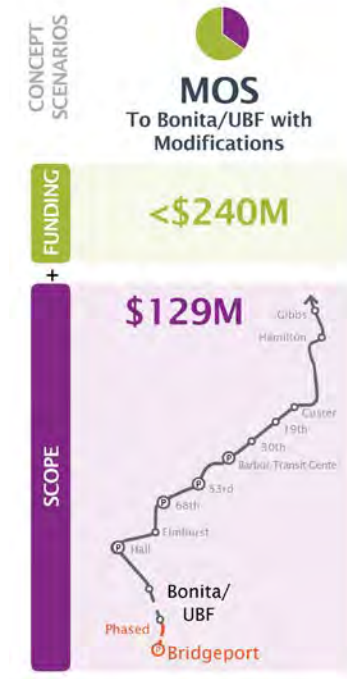 CONCEPT
SCENARIOS
MOS
To Bonita/UBF with
Modifications
FUNDING
<$240M
+
SCOPE
$129M
Gibbs
Hamilton
Custer
19th
30th
Barbur Transit Cente
53rd
P
68th
P
Elmhurst
P
Hall
Bonita/
UBF
Phased
P
Bridgeport